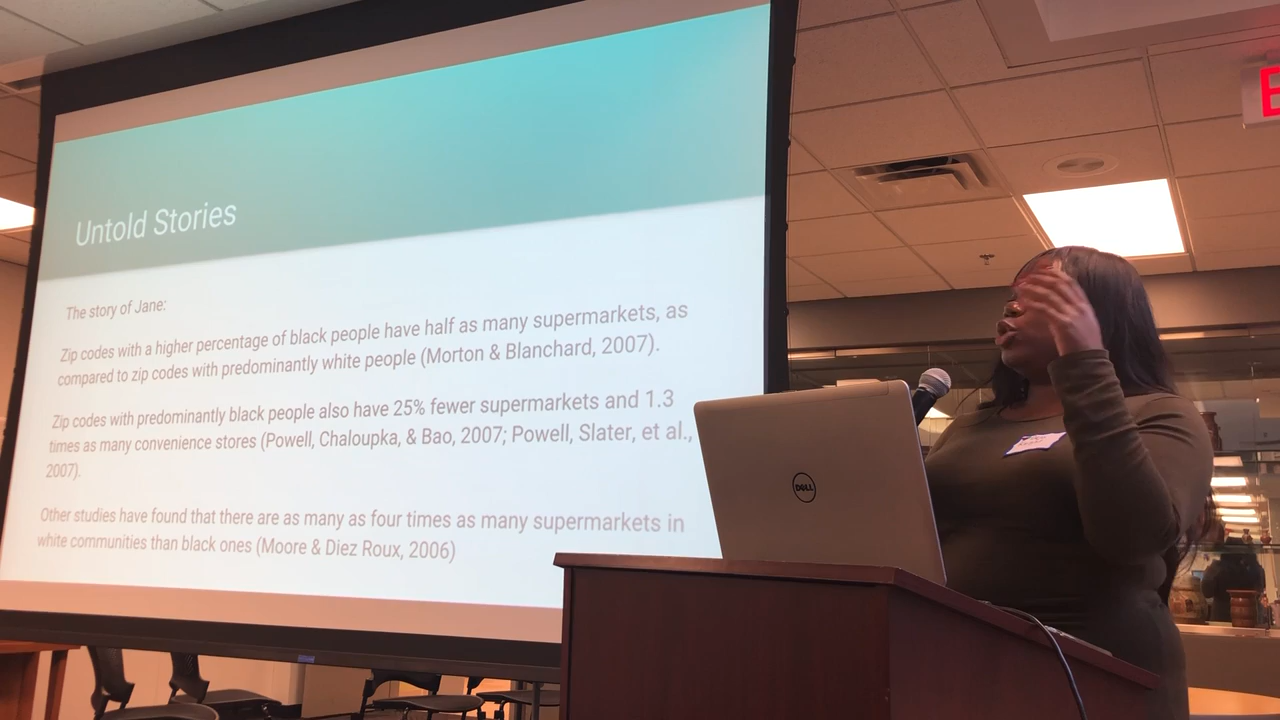 Untold Stories
The story of Jane:
Zip codes with a higher percentage of black people have half as many supermarkets, as
compared to zip codes with predominantly white people (Morton & Blanchard, 2007).
Zip codes with predominantly black people also have 25% fewer supermarkets and 1.3
times as many convenience stores (Powell, Chaloupka, & Bao, 2007; Powell, Slater, et al.,
2007).
Other studies have found that there are as many as four times as many supermarkets in
white communities than black ones (Moore & Diez Roux, 2006)
DELL
E